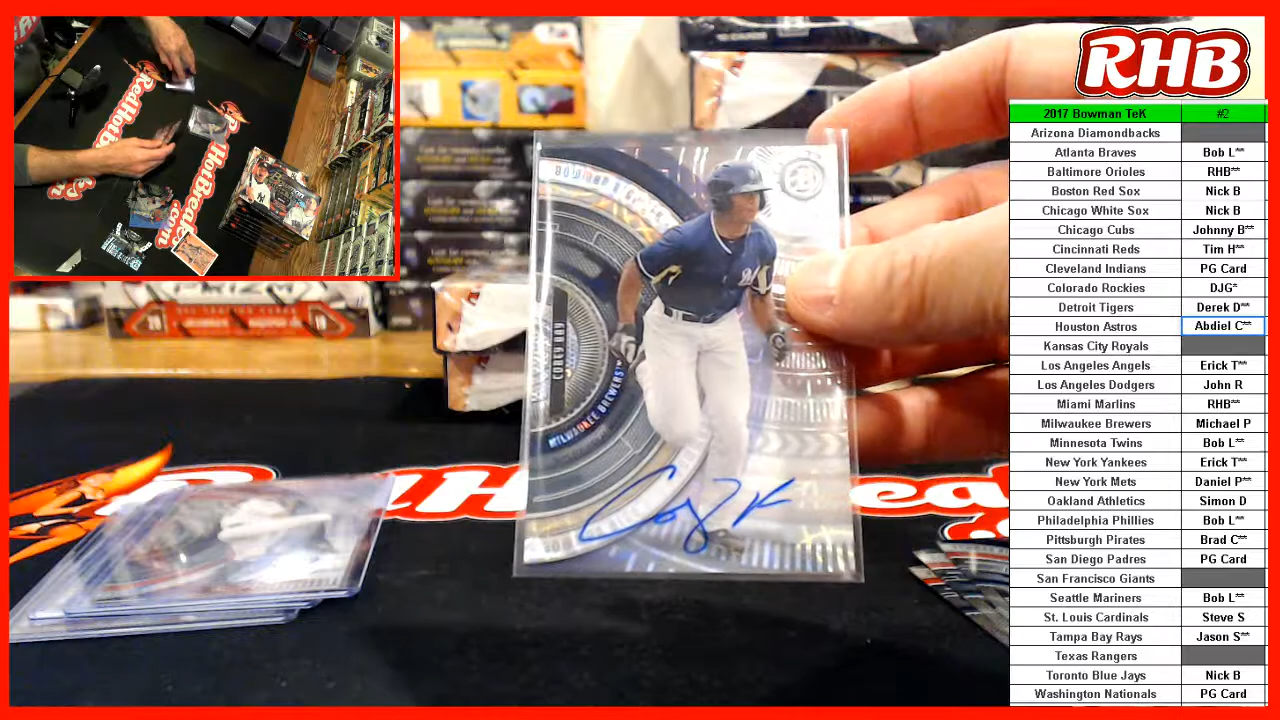 RHB
2017 Bowman TeK #2
Arizona Diamondbacks
Atlanta Braves Bob L**
Baltimore Orioles RHB**
Boston Red Sox Nick B
Chicago White Sox Nick B
Chicago Cubs Johnny B**
Cincinnati Reds Tim H**
Cleveland Indians PG Card
Colorado Rockies DJG*
Detroit Tigers Derek D**
Houston Astros Abdiel C**
Kansas City Royals
Los Angeles Angels Erick T**
Los Angeles Dodgers John R
Miami Marlins RHB**
Milwaukee Brewers Michael P
Minnesota Twins Bob L**
New York Yankees Erick T**
New York Mets Daniel P**
Oakland Athletics Simon D
Philadelphia Phillies Bob L**
Pittsburgh Pirates Brad C**
San Diego Padres PG Card
San Francisco Giants
Seattle Mariners Bob L**
St. Louis Cardinals Steve S
Tampa Bay Rays Jason S**
Texas Rangers
Toronto Blue Jays Nick B
Washington Nationals PG Card
RedHotBreaks
.com
COREY RAY
MILWAUKEE BREWERS
PRIZM